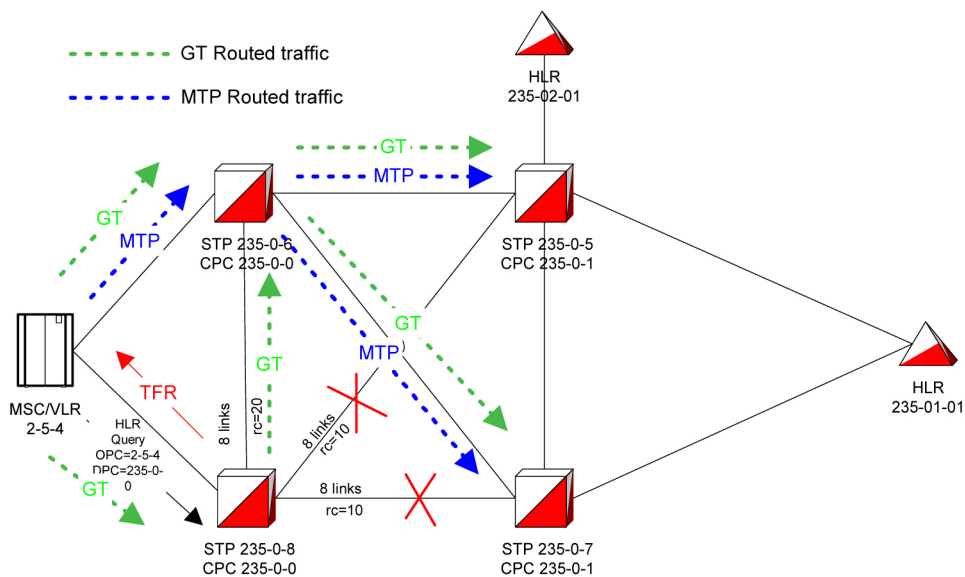 GT Routed traffic
MTP Routed traffic
HLR
235-02-01
GT
MTP
GT
MTP
STP 235-0-6
CPC 235-0-0
STP 235-0-5
CPC 235-0-1
GT
MTP
GT
TFR
MSC/VLR
2-5-4
HLR
Query
OPC=2-5-4
DPC=235-0-
0
GT
8 links
rc=20
8 links
rc=10
8 links
rc=10
HLR
235-01-01
STP 235-0-8
CPC 235-0-0
STP 235-0-7
CPC 235-0-1